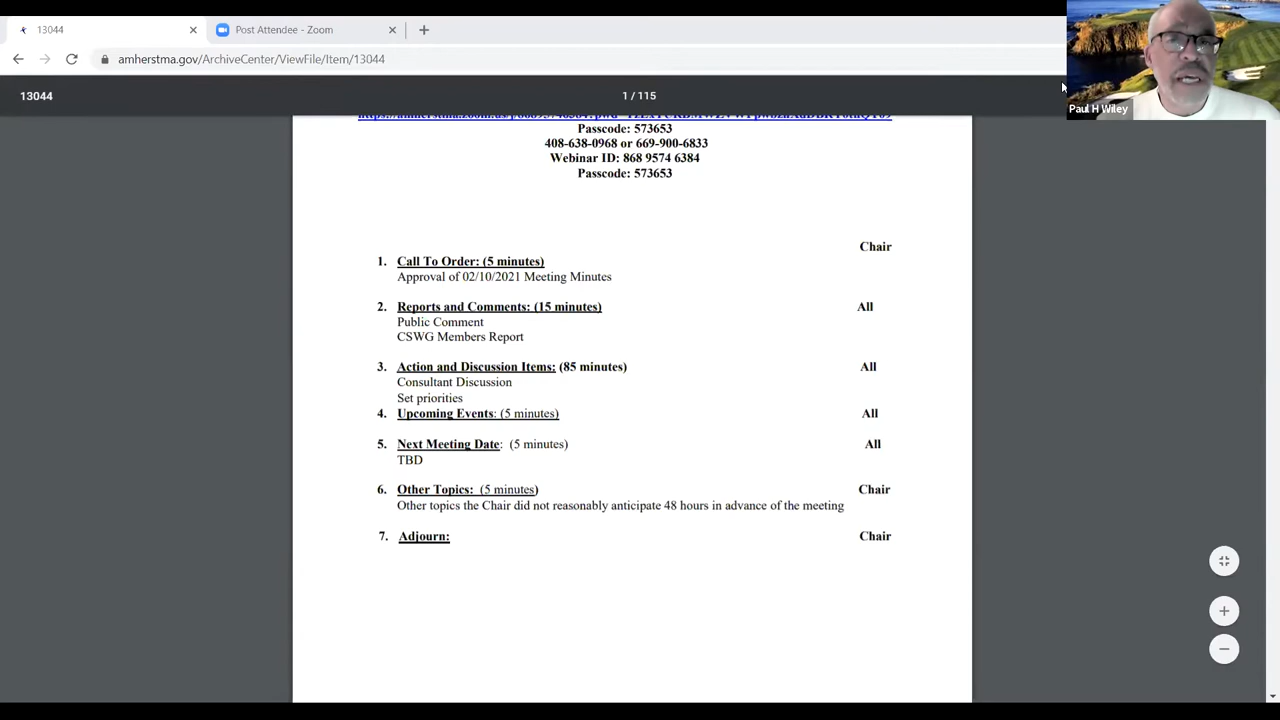 13044
Post Attendee - Zoom
amherstma.gov/ArchiveCenter/ViewFile/Item/13044
13044
1 / 115
Paul H Wiley
Passcode: 573653
408-638-0968 or 669-900-6833
Webinar ID: 868 9574 6384
Passcode: 573653
Chair
1. Call To Order: (5 minutes)
Approval of 02/10/2021 Meeting Minutes
2. Reports and Comments: (15 minutes) All
Public Comment
CSWG Members Report
3. Action and Discussion Items: (85 minutes) All
Consultant Discussion
Set priorities
4. Upcoming Events: (5 minutes) All
5. Next Meeting Date: (5 minutes) All
TBD
6. Other Topics: (5 minutes) Chair
Other topics the Chair did not reasonably anticipate 48 hours in advance of the meeting
7. Adjourn: Chair